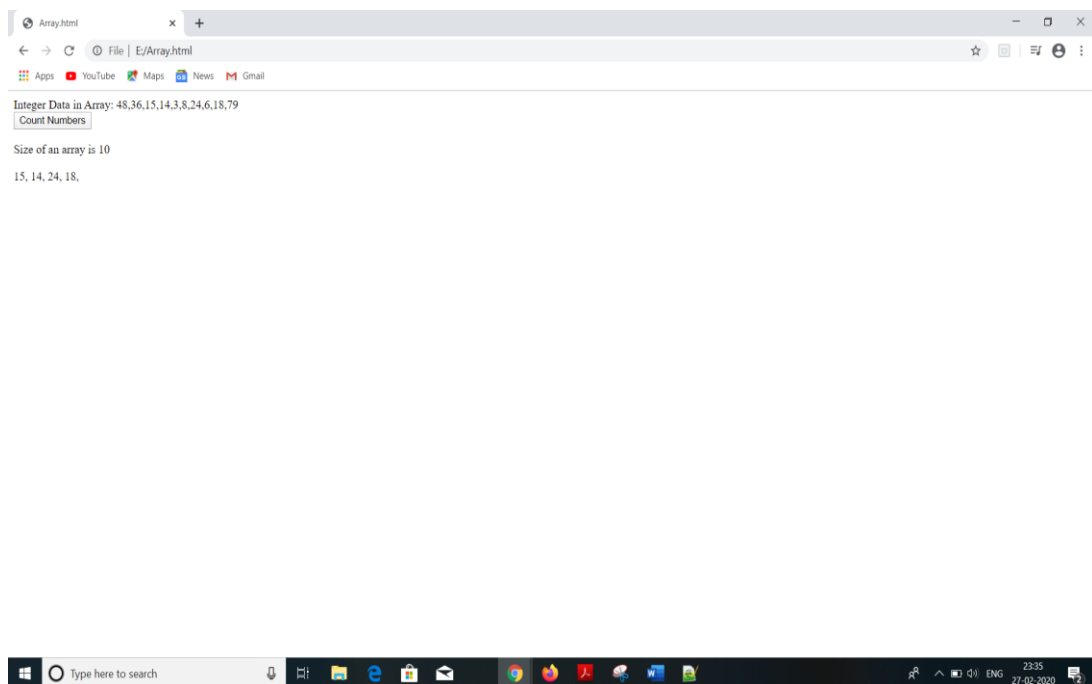 Array.html
File | E:/Array.html
Apps YouTube Maps News Gmail
Integer Data in Array: 48,36,15,14,3,8,24,6,18,79
Count Numbers
Size of an array is 10
15, 14, 24, 18,
Type here to search
ENG
23:35
27-02-2020
2